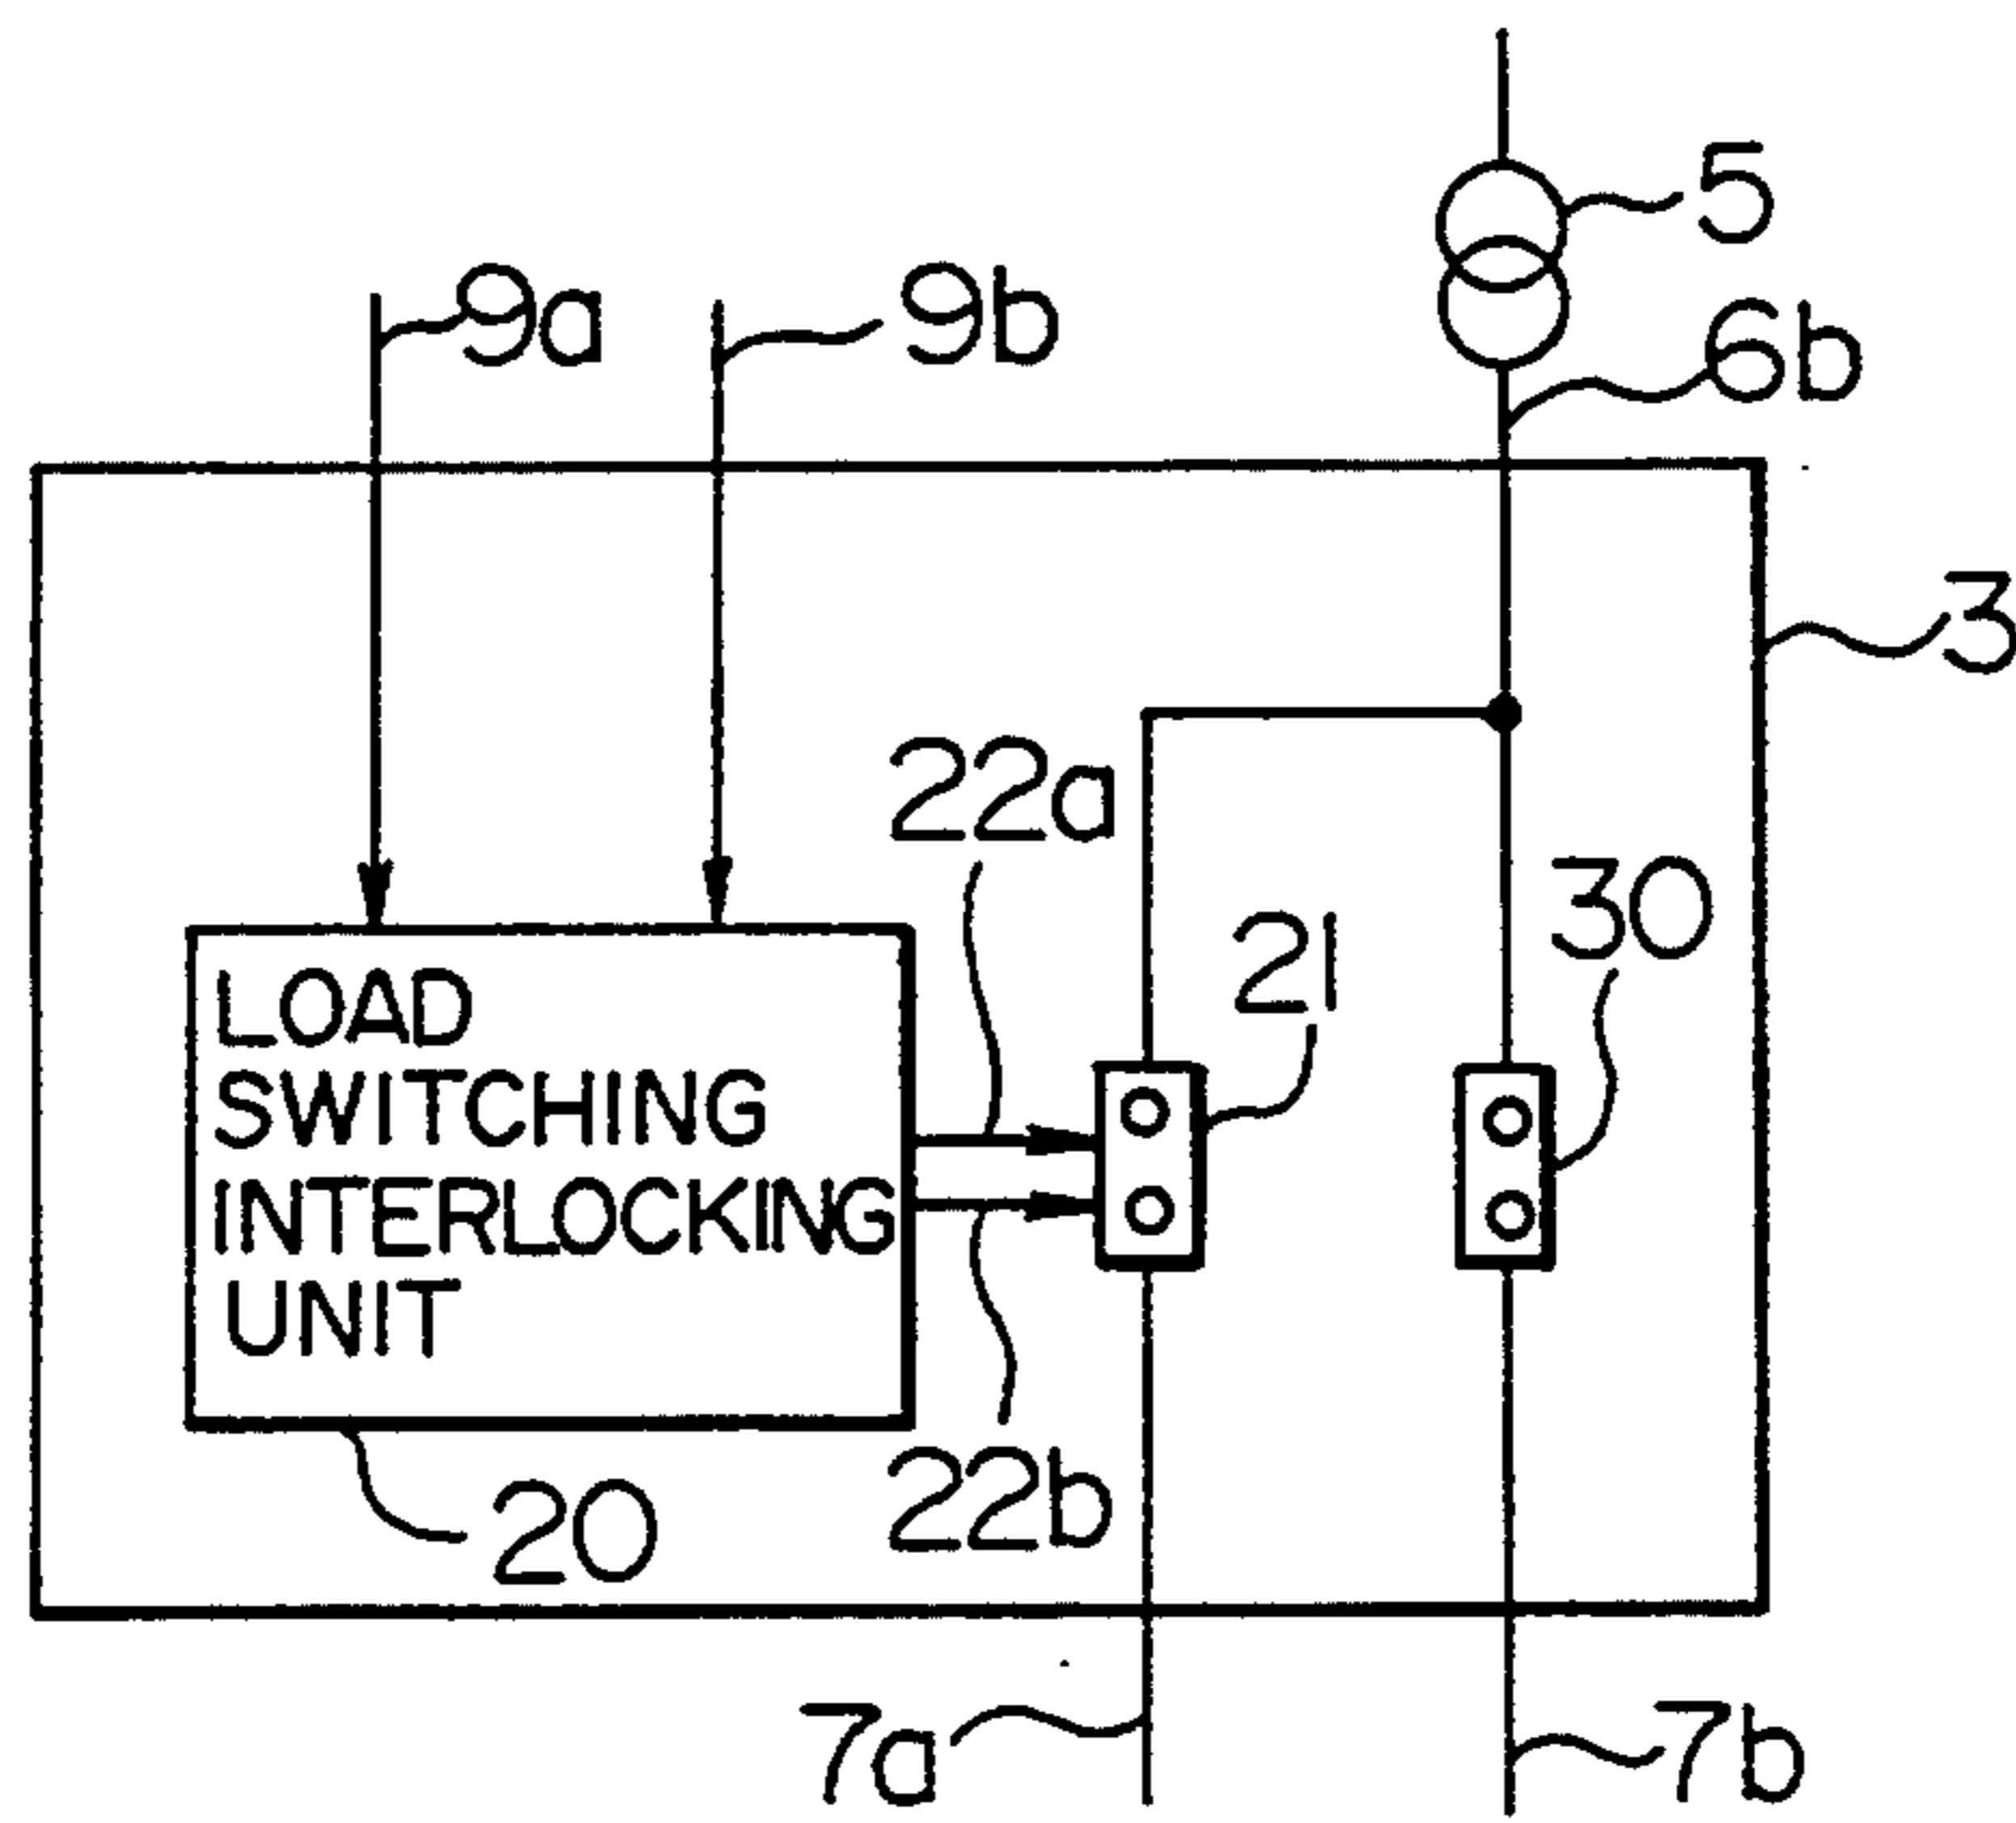 5
9a
9b
6b
3
22a
30
21
LOAD
SWITCHING
INTERLOCKING
UNIT
22b
20
7a
7b